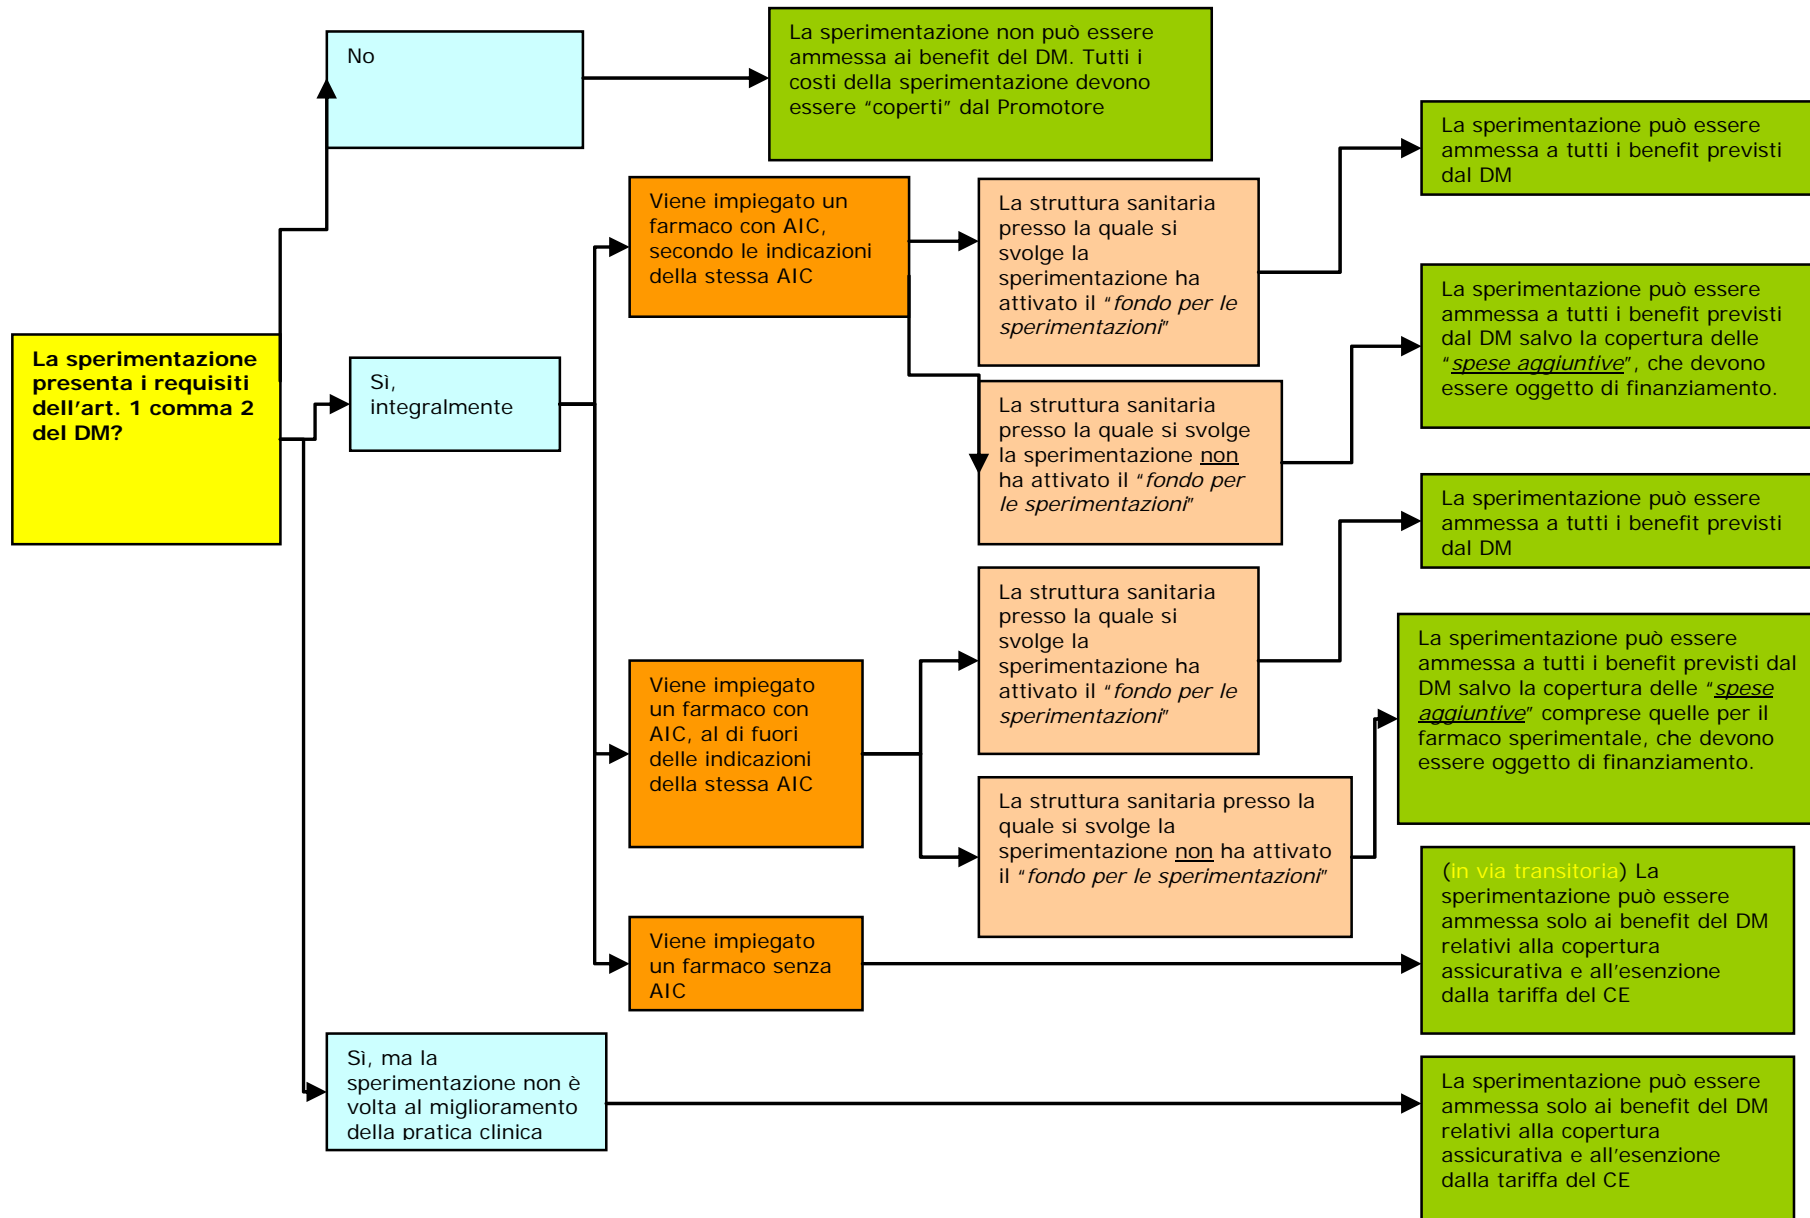 No
La sperimentazione non può essere
ammessa ai benefit del DM. Tutti i
costi della sperimentazione devono
essere “coperti” dal Promotore
La sperimentazione presenta i requisiti
dell’art. 1 comma 2
del DM?
Sì,
integralmente
Viene impiegato un
farmaco con AIC,
secondo le indicazioni
della stessa AIC
La struttura sanitaria
presso la quale si
svolge la
sperimentazione ha
attivato il “fondo per le
sperimentazioni”
La sperimentazione può essere
ammessa a tutti i benefit previsti
dal DM
La struttura sanitaria
presso la quale si svolge
la sperimentazione non
ha attivato il “fondo per
le sperimentazioni”
La sperimentazione può essere
ammessa a tutti i benefit previsti
dal DM salvo la copertura delle
“spese aggiuntive”, che devono
essere oggetto di finanziamento.
Viene impiegato
un farmaco con
AIC, al di fuori
delle indicazioni
della stessa AIC
La struttura sanitaria
presso la quale si
svolge la
sperimentazione ha
attivato il “fondo per le
sperimentazioni”
La sperimentazione può essere
ammessa a tutti i benefit previsti
dal DM
La struttura sanitaria presso la
quale si svolge la
sperimentazione non ha attivato
il “fondo per le sperimentazioni”
La sperimentazione può essere
ammessa a tutti i benefit previsti dal
DM salvo la copertura delle “spese
aggiuntive” comprese quelle per il
farmaco sperimentale, che devono
essere oggetto di finanziamento.
Viene impiegato
un farmaco senza
AIC
(in via transitoria) La
sperimentazione può essere
ammessa solo ai benefit del DM
relativi alla copertura
assicurativa e all’esenzione
dalla tariffa del CE
Sì, ma la
sperimentazione non è
volta al miglioramento
della pratica clinica
La sperimentazione può essere
ammessa solo ai benefit del DM
relativi alla copertura
assicurativa e all’esenzione
dalla tariffa del CE